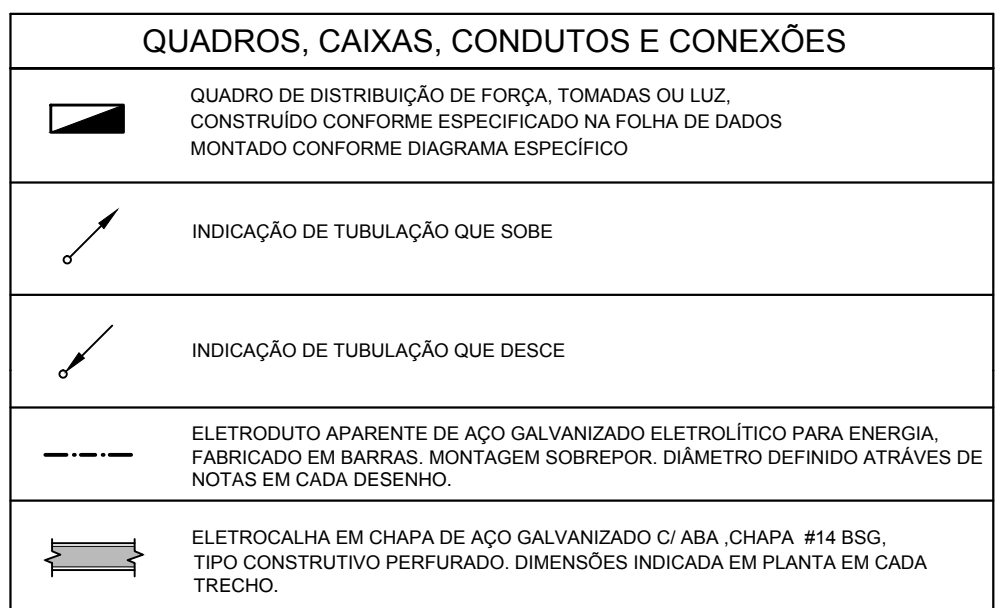 QUADROS, CAIXAS, CONDUTOS E CONEXÕES
QUADRO DE DISTRIBUIÇÃO DE FORÇA, TOMADAS OU LUZ,
CONSTRUÍDO CONFORME ESPECIFICADO NA FOLHA DE DADOS
MONTADO CONFORME DIAGRAMA ESPECÍFICO
INDICAÇÃO DE TUBULAÇÃO QUE SOBE
INDICAÇÃO DE TUBULAÇÃO QUE DESCE
ELETRODUTO APARENTE DE AÇO GALVANIZADO ELETROLÍTICO PARA ENERGIA,
FABRICADO EM BARRAS. MONTAGEM SOBREPOR. DIÂMETRO DEFINIDO ATRÁVES DE
NOTAS EM CADA DESENHO.
ELETROCALHA EM CHAPA DE AÇO GALVANIZADO C/ ABA ,CHAPA #14 BSG,
TIPO CONSTRUTIVO PERFURADO. DIMENSÕES INDICADA EM PLANTA EM CADA
TRECHO.